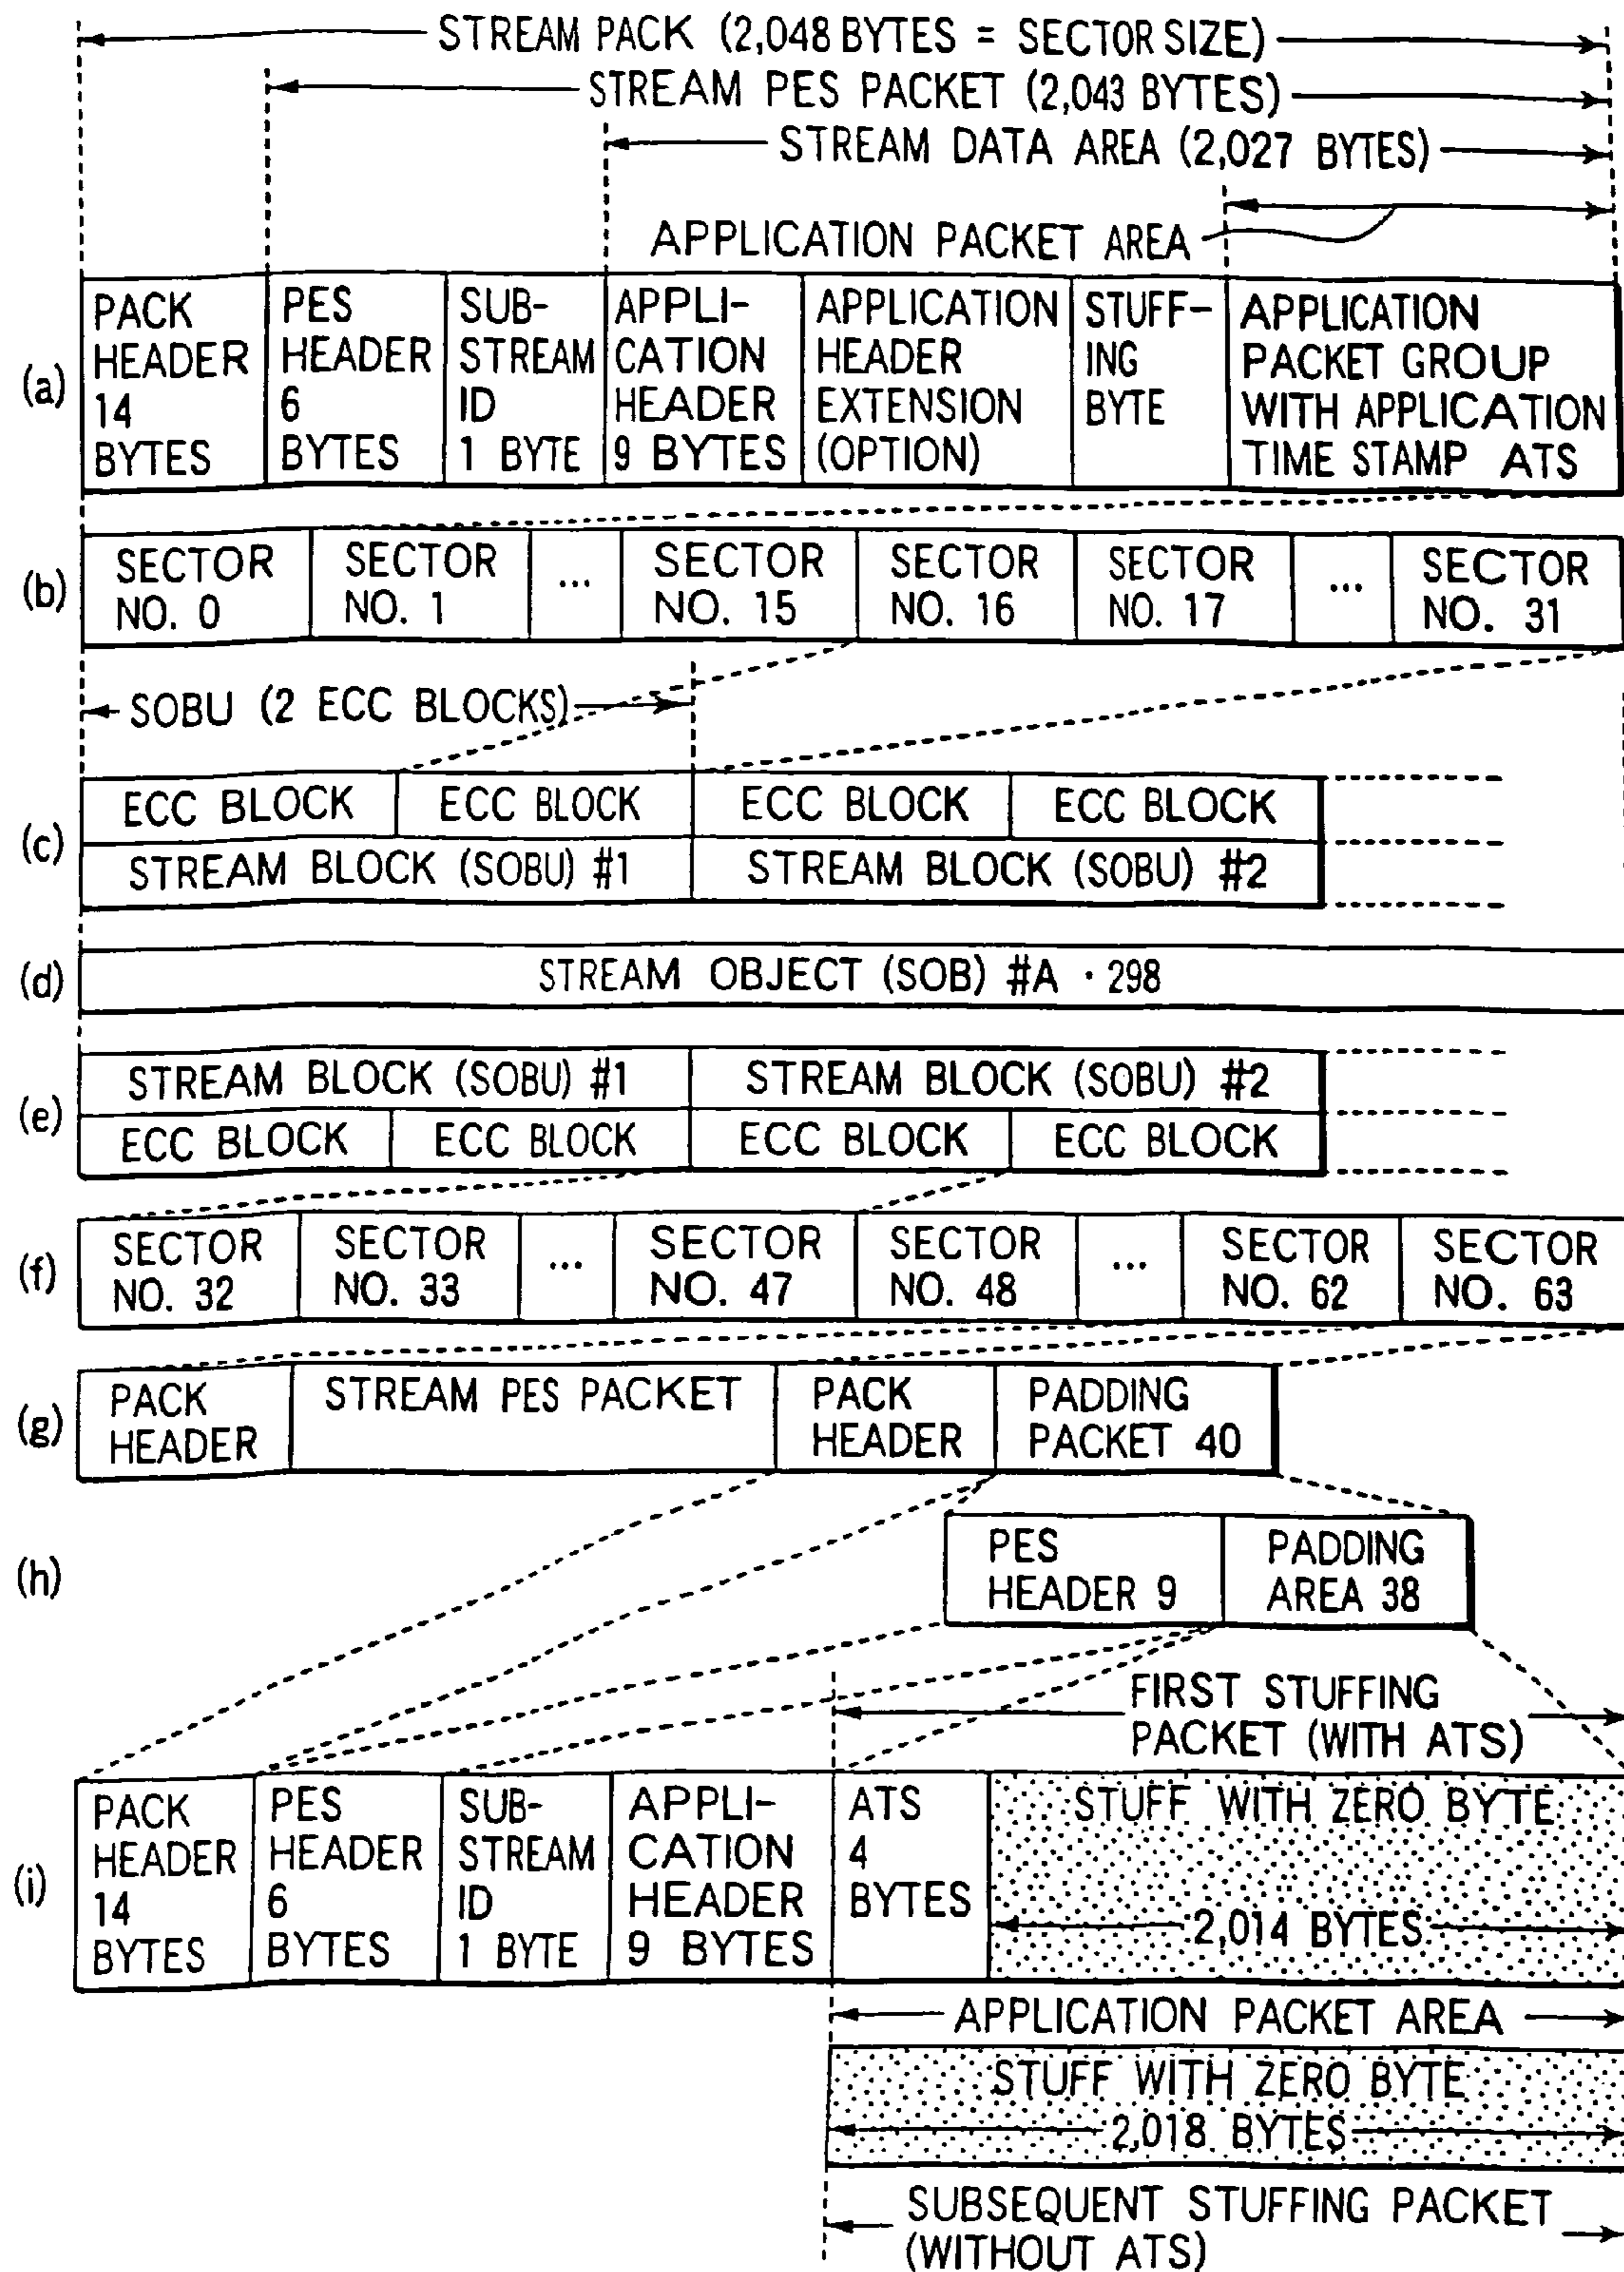 STREAM PACK (2,048 BYTES = SECTOR SIZE)
STREAM PES PACKET (2,043 BYTES)
STREAM DATA AREA (2,027 BYTES)
APPLICATION PACKET AREA
(a)
PACK
HEADER
14
BYTES
PES
HEADER
6
BYTES
SUB-
STREAM
ID
1 BYTE
APPLI-
CATION
HEADER
9 BYTES
APPLICATION
HEADER
EXTENSION
(OPTION)
STUFF-
ING
BYTE
APPLICATION
PACKET GROUP
WITH APPLICATION
TIME STAMP ATS
(b)
SECTOR
NO. 0
SECTOR
NO. 1
...
SECTOR
NO. 15
SECTOR
NO. 16
SECTOR
NO. 17
...
SECTOR
NO. 31
SOBU (2 ECC BLOCKS)
(c)
ECC BLOCK
ECC BLOCK
ECC BLOCK
ECC BLOCK
STREAM BLOCK (SOBU) #1
STREAM BLOCK (SOBU) #2
(d)
STREAM OBJECT (SOB) #A · 298
(e)
STREAM BLOCK (SOBU) #1
STREAM BLOCK (SOBU) #2
ECC BLOCK
ECC BLOCK
ECC BLOCK
ECC BLOCK
(f)
SECTOR
NO. 32
SECTOR
NO. 33
...
SECTOR
NO. 47
SECTOR
NO. 48
...
SECTOR
NO. 62
SECTOR
NO. 63
(g)
PACK
HEADER
STREAM PES PACKET
PACK
HEADER
PADDING
PACKET 40
(h)
PES
HEADER 9
PADDING
AREA 38
FIRST STUFFING
PACKET (WITH ATS)
(i)
PACK
HEADER
14
BYTES
PES
HEADER
6
BYTES
SUB-
STREAM
ID
1 BYTE
APPLI-
CATION
HEADER
9 BYTES
ATS
4
BYTES
STUFF WITH ZERO BYTE
2,014 BYTES
APPLICATION PACKET AREA
STUFF WITH ZERO BYTE
2,018 BYTES
SUBSEQUENT STUFFING PACKET
(WITHOUT ATS)